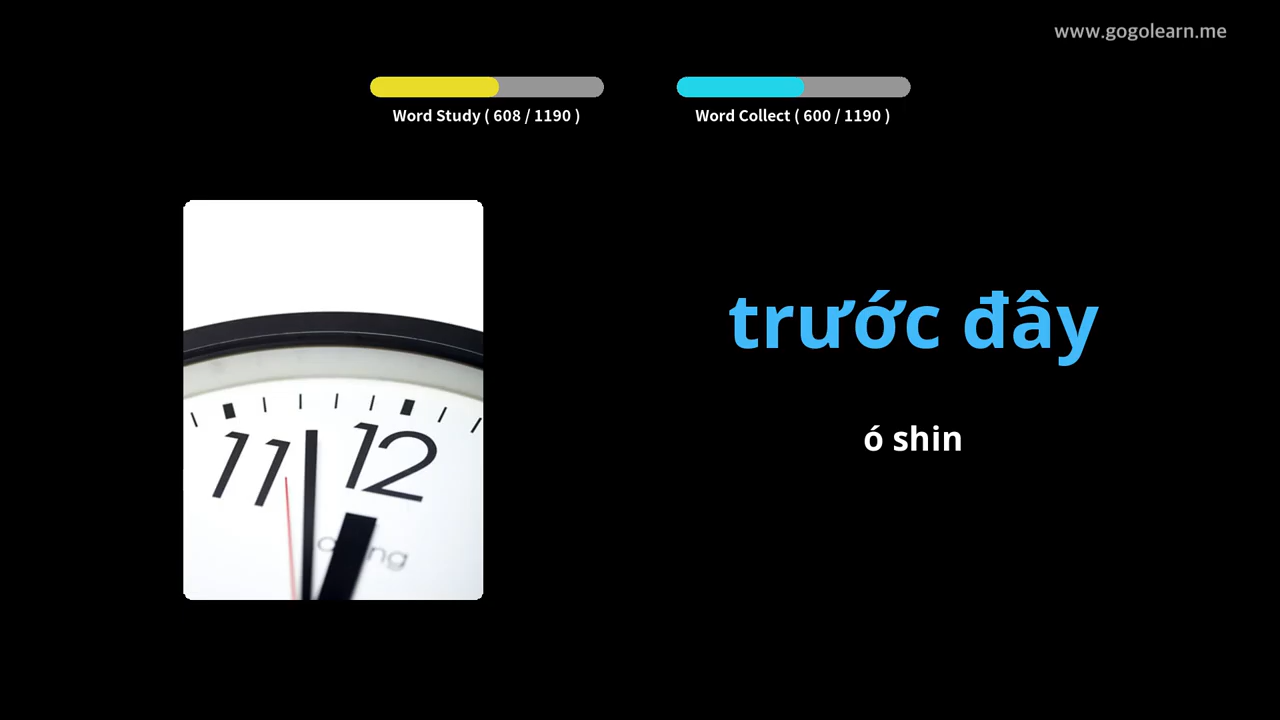 www.gogolearn.me
Word Study ( 608 / 1190 )
Word Collect ( 600 / 1190 )
trước đây
ó shin
11 12